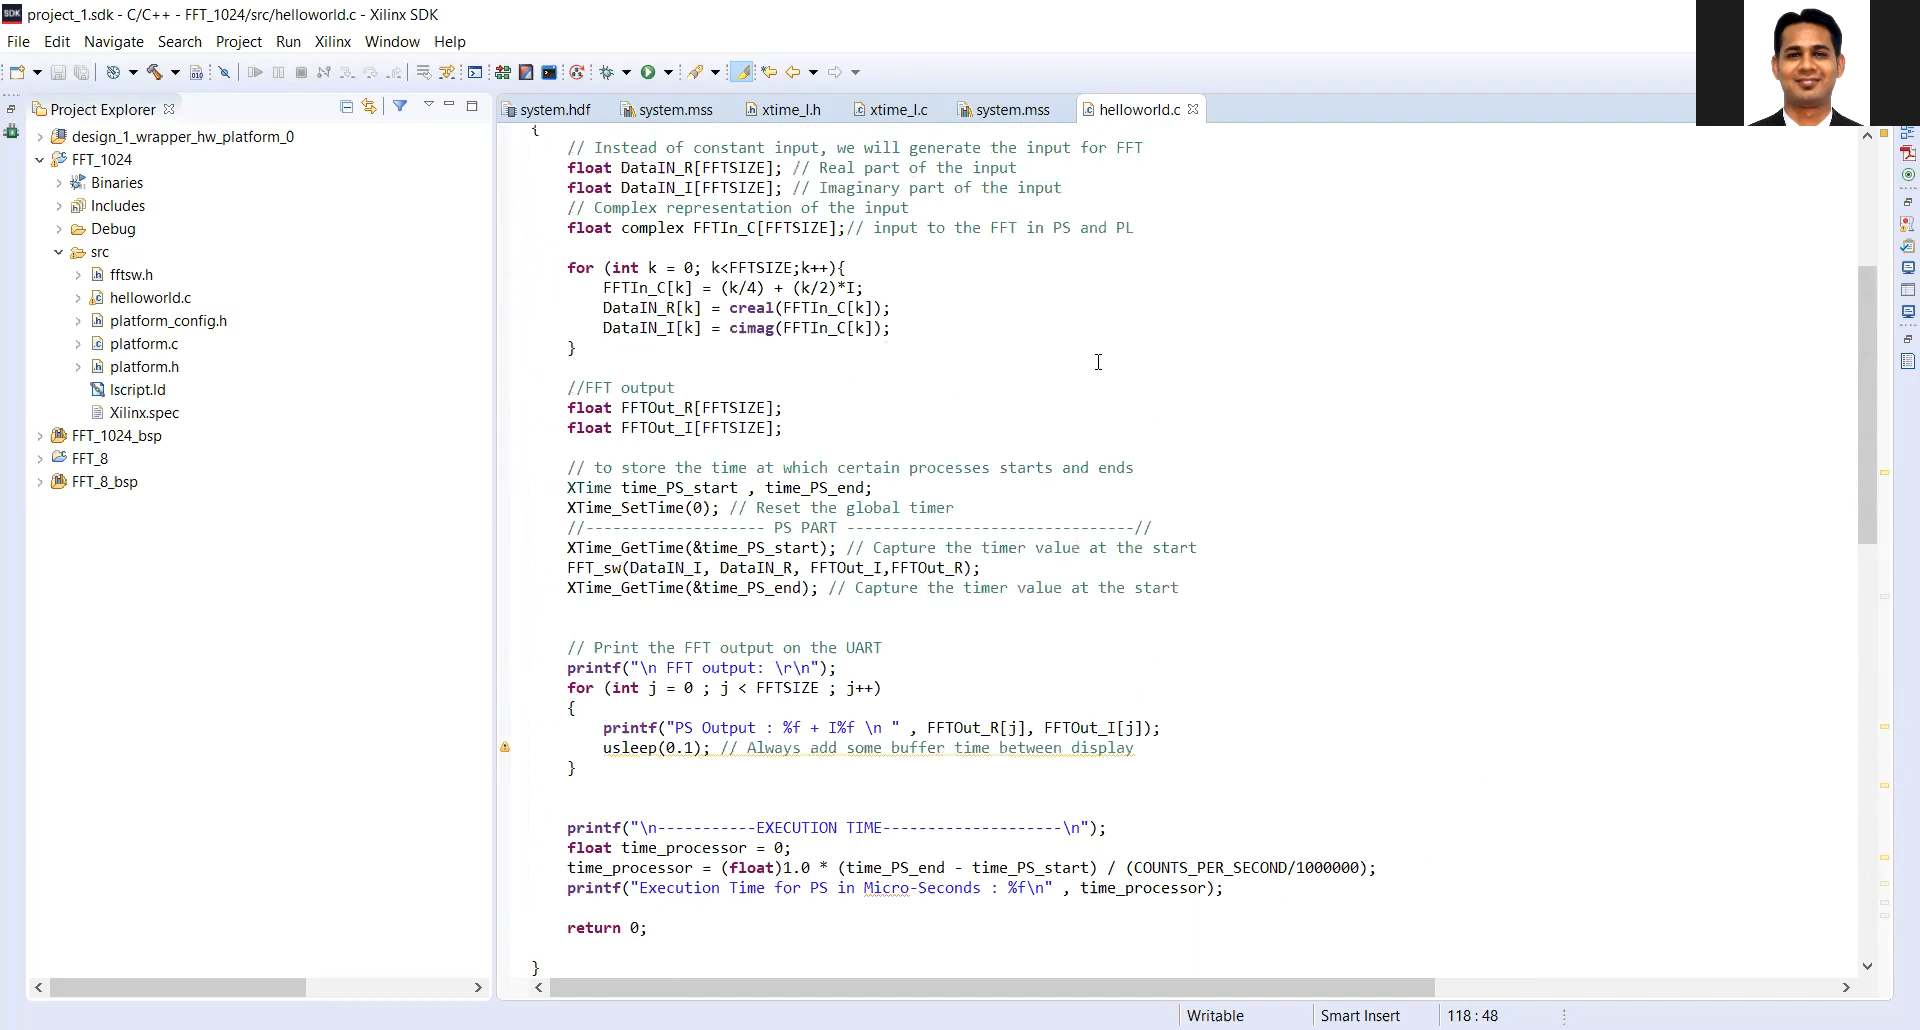 project_1.sdk - C/C++ - FFT_1024/src/helloworld.c - Xilinx SDK
File Edit Navigate Search Project Run Xilinx Window Help
Project Explorer
system.hdf system.mss xtime_l.h xtime_l.c system.mss helloworld.c
design_1_wrapper_hw_platform_0
FFT_1024
Binaries
Includes
Debug
src
fftsw.h
helloworld.c
platform_config.h
platform.c
platform.h
lscript.ld
Xilinx.spec
FFT_1024_bsp
FFT_8
FFT_8_bsp
{
// Instead of constant input, we will generate the input for FFT
float DataIN_R[FFTSIZE]; // Real part of the input
float DataIN_I[FFTSIZE]; // Imaginary part of the input
// Complex representation of the input
float complex FFTIn_C[FFTSIZE];// input to the FFT in PS and PL
for (int k = 0; k<FFTSIZE;k++){
FFTIn_C[k] = (k/4) + (k/2)*I;
DataIN_R[k] = creal(FFTIn_C[k]);
DataIN_I[k] = cimag(FFTIn_C[k]);
}
//FFT output
float FFTOut_R[FFTSIZE];
float FFTOut_I[FFTSIZE];
// to store the time at which certain processes starts and ends
XTime time_PS_start , time_PS_end;
XTime_SetTime(0); // Reset the global timer
//-------------------- PS PART --------------------------------//
XTime_GetTime(&time_PS_start); // Capture the timer value at the start
FFT_sw(DataIN_I, DataIN_R, FFTOut_I,FFTOut_R);
XTime_GetTime(&time_PS_end); // Capture the timer value at the start
// Print the FFT output on the UART
printf("\n FFT output: \r\n");
for (int j = 0 ; j < FFTSIZE ; j++)
{
printf("PS Output : %f + I%f \n " , FFTOut_R[j], FFTOut_I[j]);
usleep(0.1); // Always add some buffer time between display
}
printf("\n-----------EXECUTION TIME--------------------\n");
float time_processor = 0;
time_processor = (float)1.0 * (time_PS_end - time_PS_start) / (COUNTS_PER_SECOND/1000000);
printf("Execution Time for PS in Micro-Seconds : %f\n" , time_processor);
return 0;
}
Writable Smart Insert 118 : 48